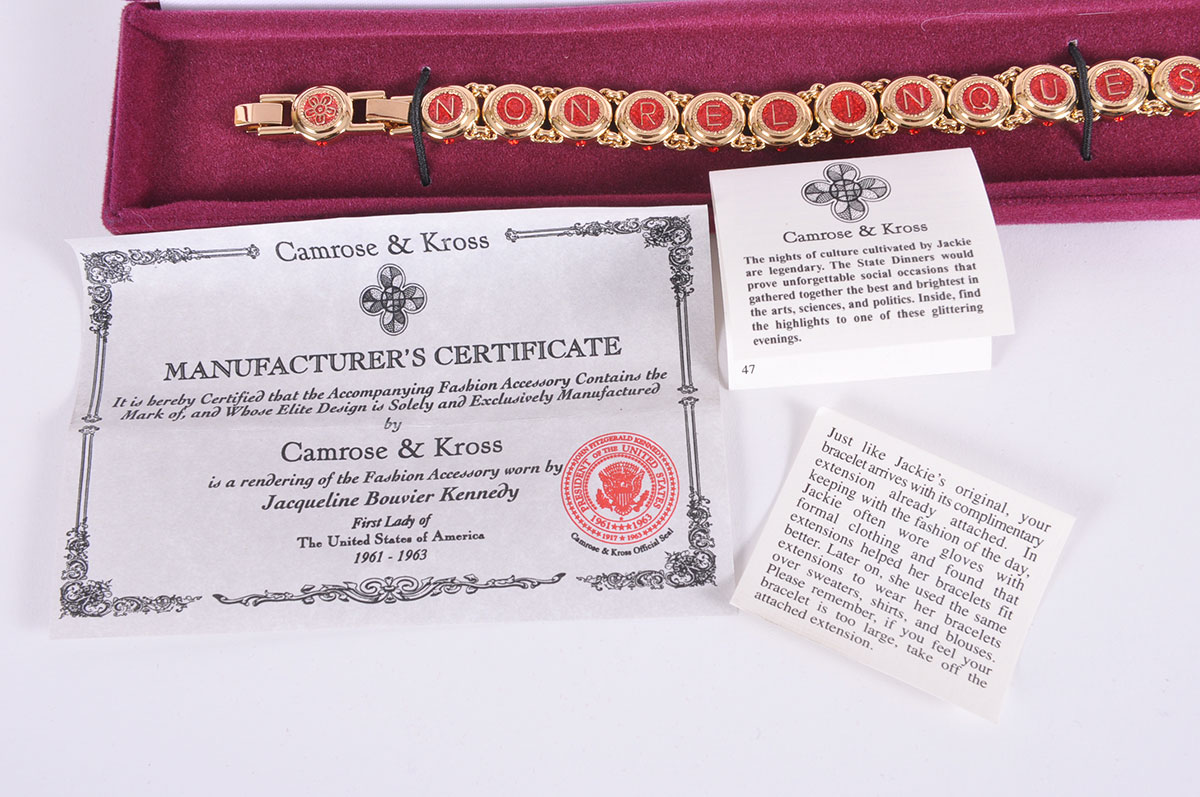 N O N R E L I N Q U E S
Camrose & Kross
MANUFACTURER'S CERTIFICATE
It is hereby Certified that the Accompanying Fashion Accessory Contains the
Mark of, and Whose Elite Design is Solely and Exclusively Manufactured
by
Camrose & Kross
is a rendering of the Fashion Accessory worn by
Jacqueline Bouvier Kennedy
First Lady of
The United States of America
1961 - 1963
JOHN FITZGERALD KENNEDY
PRESIDENT OF THE UNITED STATES
1961★★★1963
1917 ★ 1963
Camrose & Kross Official Seal
Camrose & Kross
The nights of culture cultivated by Jackie
are legendary. The State Dinners would
prove unforgettable social occasions that
gathered together the best and brightest in
the arts, sciences, and politics. Inside, find
the highlights to one of these glittering
evenings.
47
Just like Jackie's original, your
bracelet arrives with its complimentary
extension already attached. In
keeping with the fashion of the day,
Jackie often wore gloves with
formal clothing and found that
extensions helped her bracelets fit
better. Later on, she used the same
extensions to wear her bracelets
over sweaters, shirts, and blouses.
Please remember, if you feel your
bracelet is too large, take off the
attached extension.